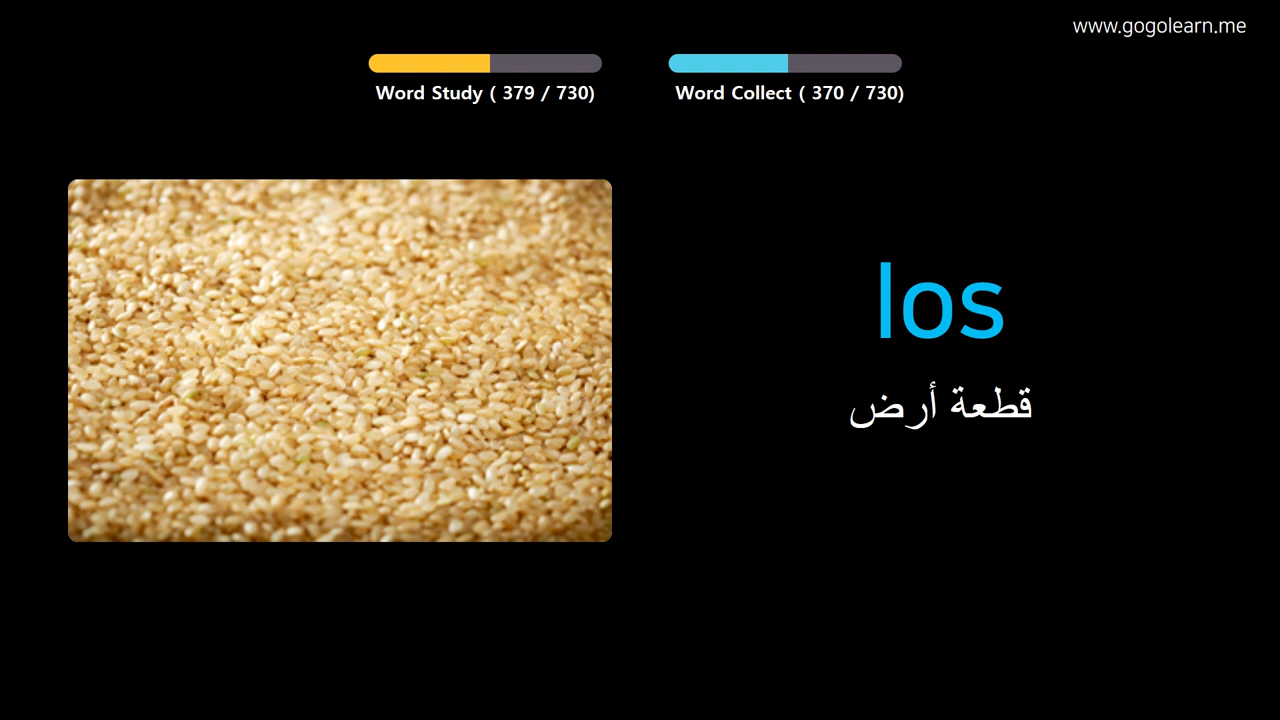 www.gogolearn.me
Word Study ( 379 / 730)
Word Collect ( 370 / 730)
los
قطعة أرض